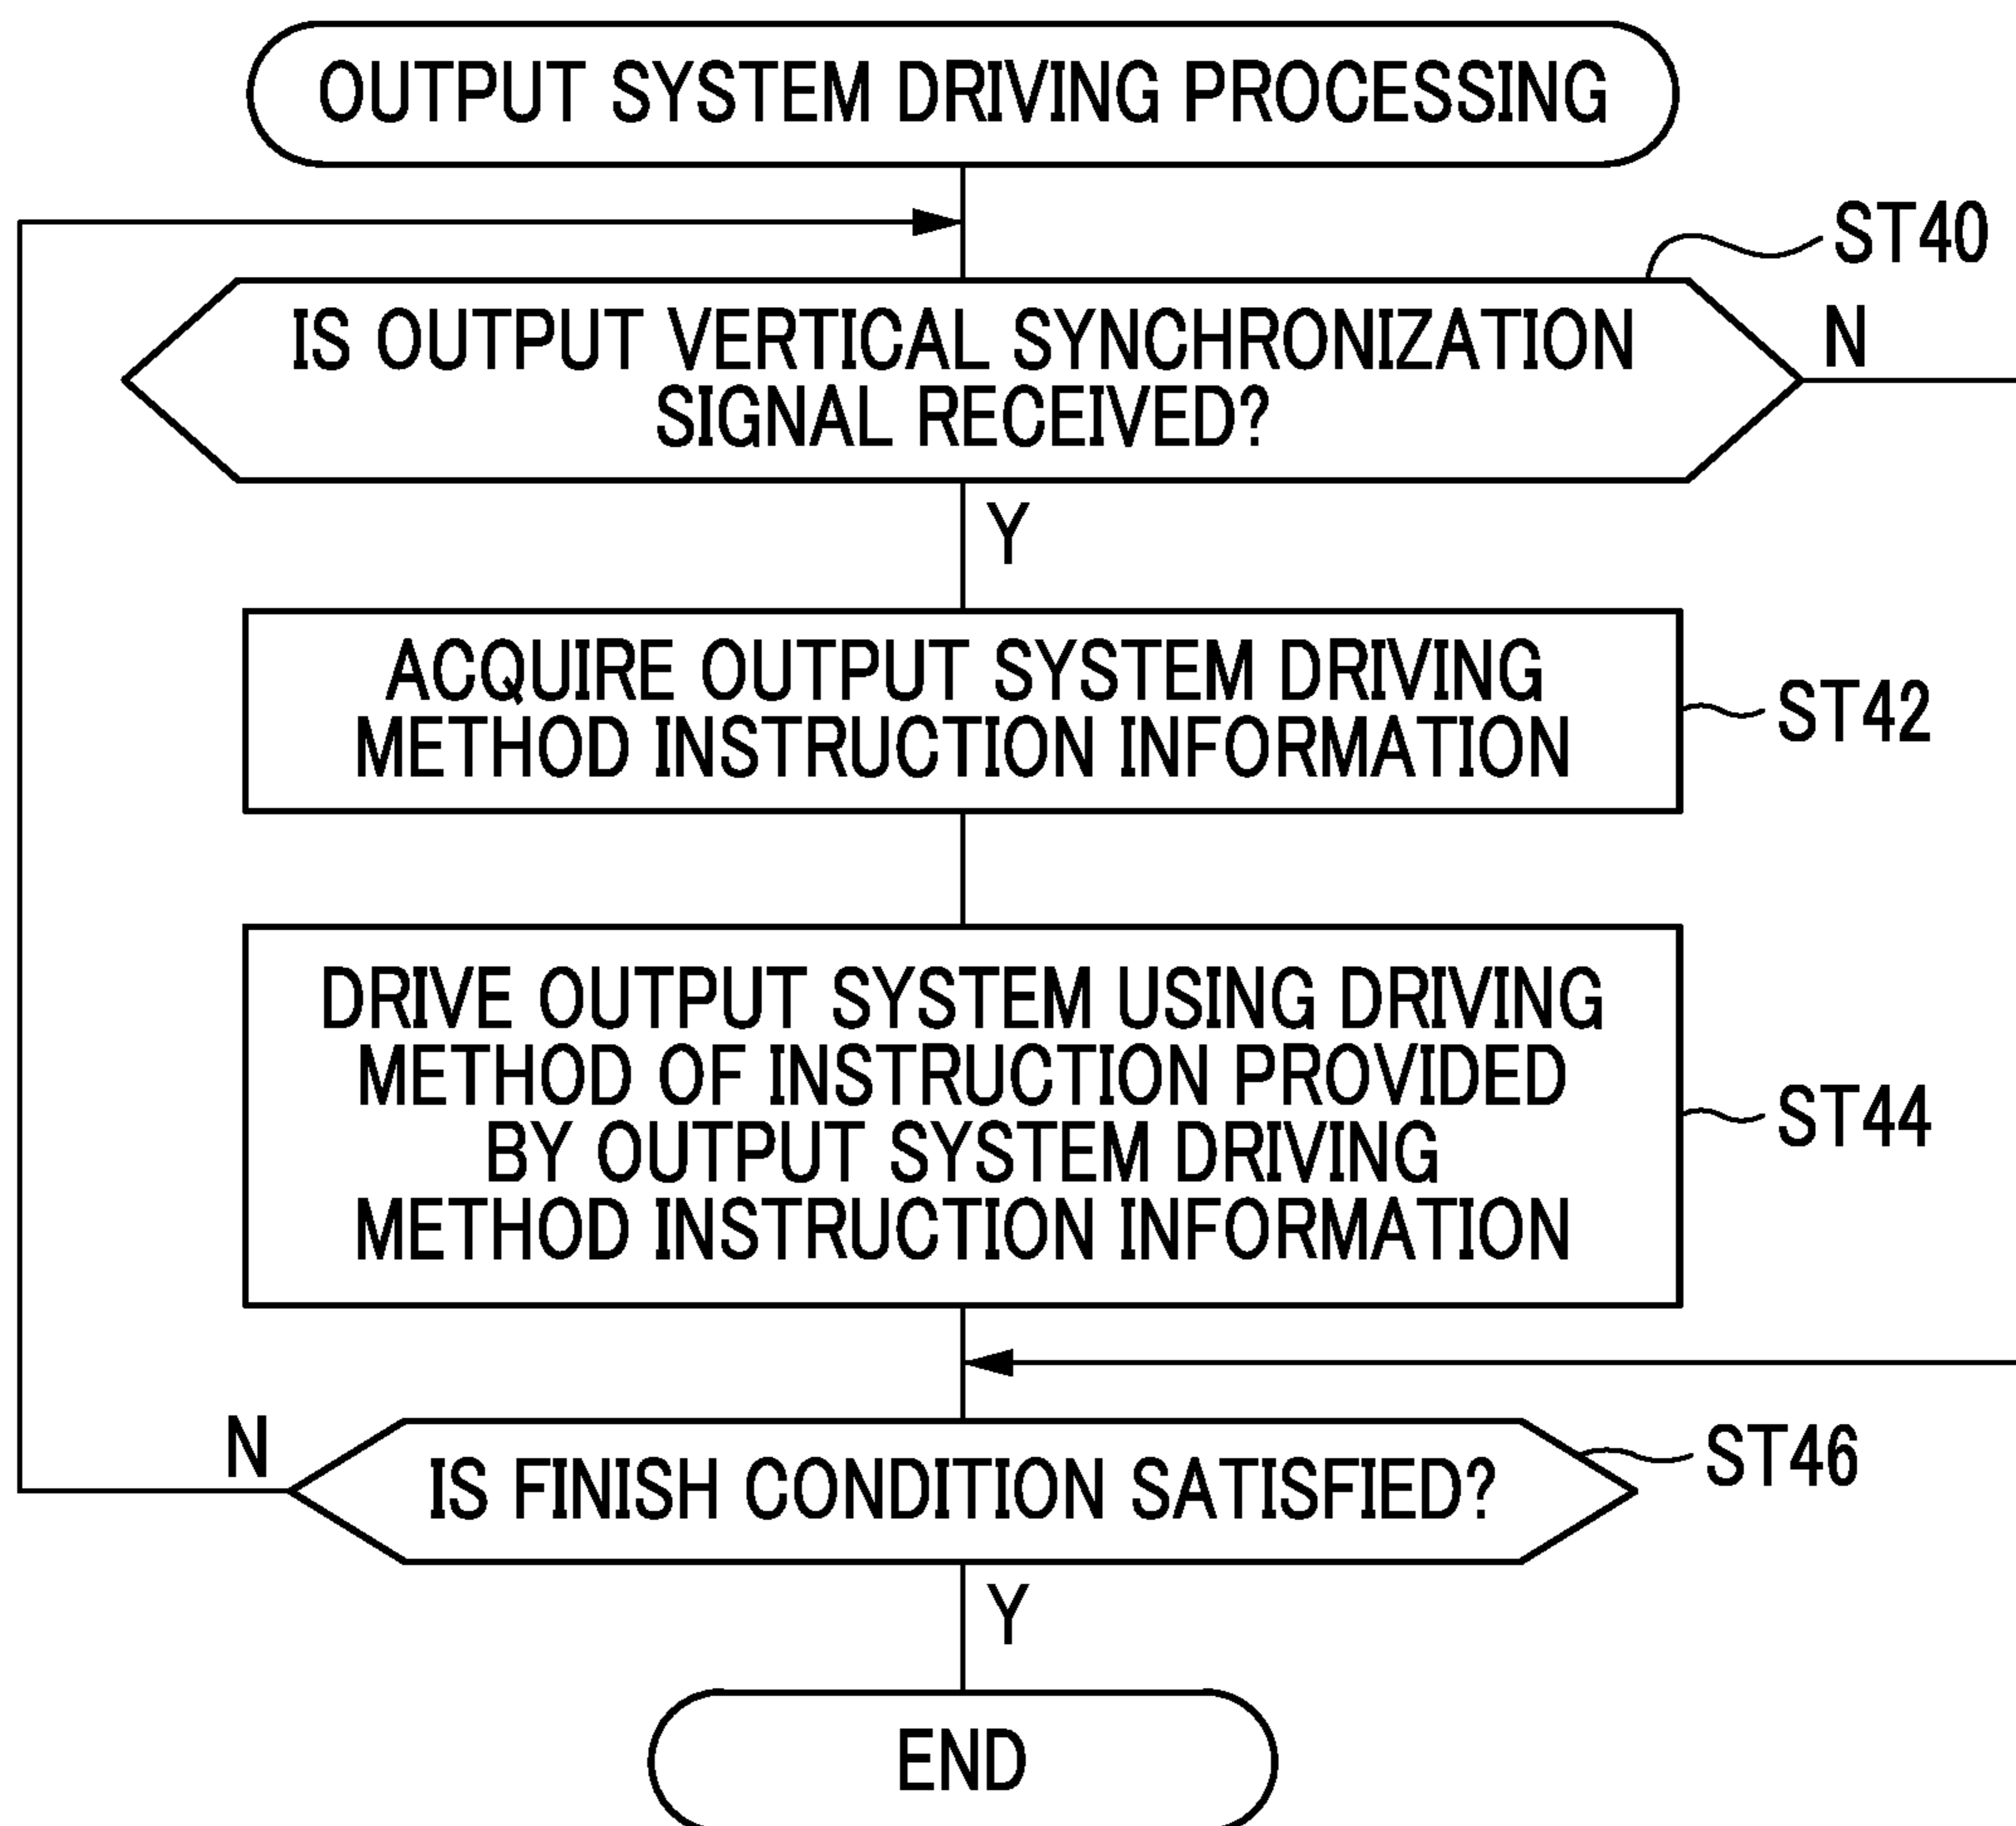 OUTPUT SYSTEM DRIVING PROCESSING
ST40
IS OUTPUT VERTICAL SYNCHRONIZATION
SIGNAL RECEIVED?
N
Y
ACQUIRE OUTPUT SYSTEM DRIVING
METHOD INSTRUCTION INFORMATION
ST42
DRIVE OUTPUT SYSTEM USING DRIVING
METHOD OF INSTRUCTION PROVIDED
BY OUTPUT SYSTEM DRIVING
METHOD INSTRUCTION INFORMATION
ST44
N
IS FINISH CONDITION SATISFIED?
ST46
Y
END